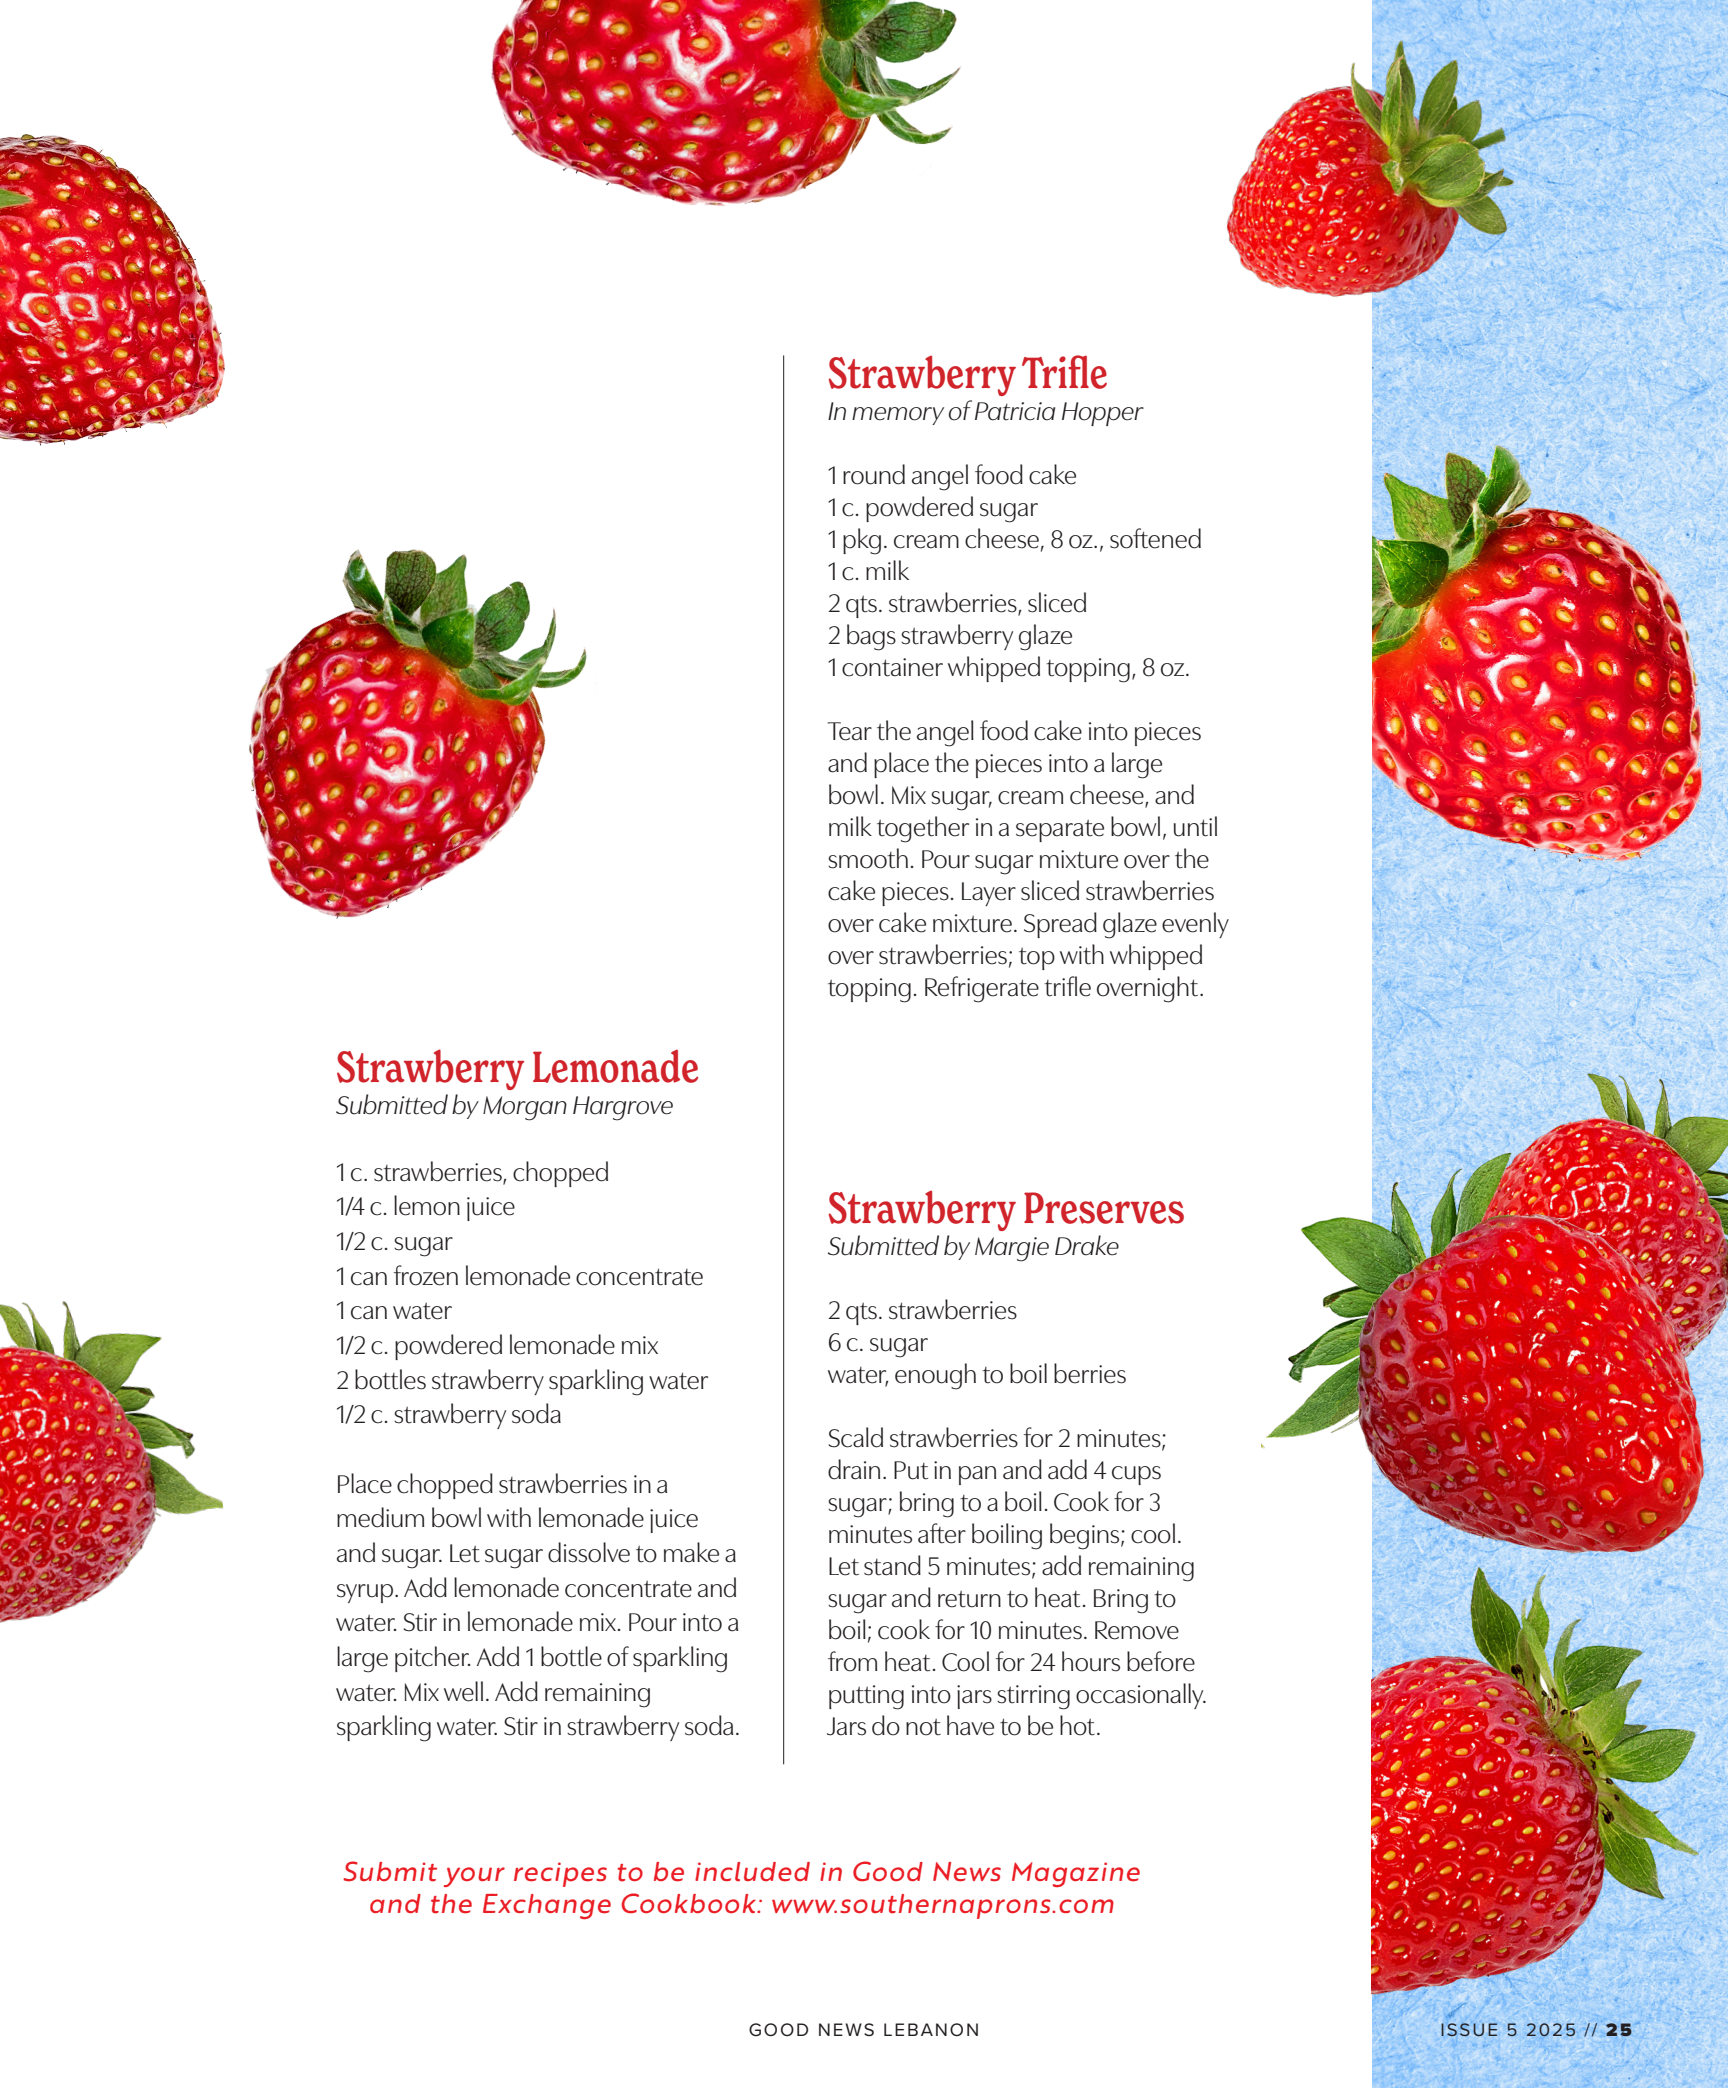 Strawberry Lemonade
Submitted by Morgan Hargrove
1 c. strawberries, chopped
1/4 c. lemon juice
1/2 c. sugar
1 can frozen lemonade concentrate
1 can water
1/2 c. powdered lemonade mix
2 bottles strawberry sparkling water
1/2 c. strawberry soda
Place chopped strawberries in a
medium bowl with lemonade juice
and sugar. Let sugar dissolve to make a
syrup. Add lemonade concentrate and
water. Stir in lemonade mix. Pour into a
large pitcher. Add 1 bottle of sparkling
water. Mix well. Add remaining
sparkling water. Stir in strawberry soda.
Strawberry Trifle
In memory of Patricia Hopper
1 round angel food cake
1 c. powdered sugar
1 pkg. cream cheese, 8 oz., softened
1 c. milk
2 qts. strawberries, sliced
2 bags strawberry glaze
1 container whipped topping, 8 oz.
Tear the angel food cake into pieces
and place the pieces into a large
bowl. Mix sugar, cream cheese, and
milk together in a separate bowl, until
smooth. Pour sugar mixture over the
cake pieces. Layer sliced strawberries
over cake mixture. Spread glaze evenly
over strawberries; top with whipped
topping. Refrigerate trifle overnight.
Strawberry Preserves
Submitted by Margie Drake
2 qts. strawberries
6 c. sugar
water, enough to boil berries
Scald strawberries for 2 minutes;
drain. Put in pan and add 4 cups
sugar; bring to a boil. Cook for 3
minutes after boiling begins; cool.
Let stand 5 minutes; add remaining
sugar and return to heat. Bring to
boil; cook for 10 minutes. Remove
from heat. Cool for 24 hours before
putting into jars stirring occasionally.
Jars do not have to be hot.
Submit your recipes to be included in Good News Magazine
and the Exchange Cookbook: www.southernaprons.com
GOOD NEWS LEBANON
ISSUE 5 2025 // 25